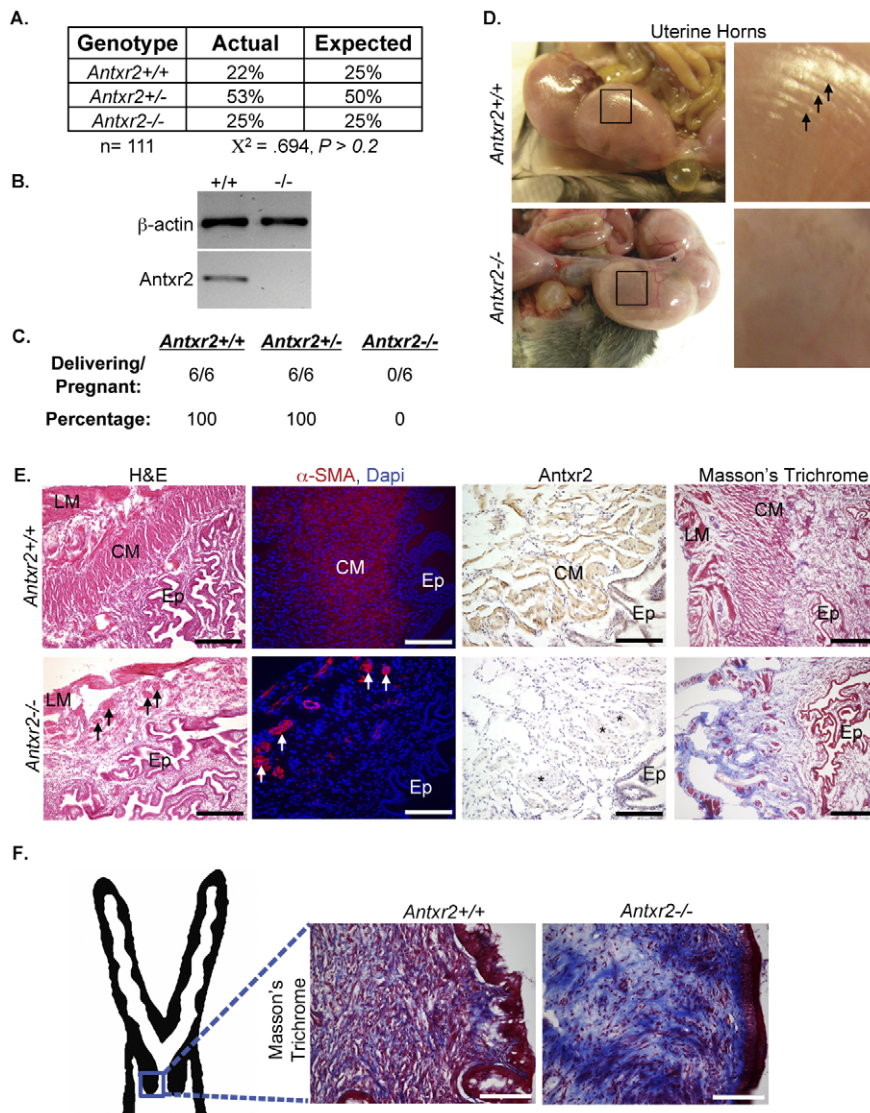 A.
Genotype Actual Expected
Antxr2+/+ 22% 25%
Antxr2+/- 53% 50%
Antxr2-/- 25% 25%
n= 111 X² = .694, P > 0.2
B.
+/+ -/-
β-actin
Antxr2
C.
Antxr2+/+ Antxr2+/- Antxr2-/-
Delivering/
Pregnant: 6/6 6/6 0/6
Percentage: 100 100 0
D.
Uterine Horns
Antxr2+/+
Antxr2-/-
*
E.
H&E α-SMA, Dapi Antxr2 Masson's Trichrome
Antxr2+/+
LM CM Ep
CM Ep
CM Ep
LM CM Ep
Antxr2-/-
LM Ep
Ep
* * * Ep
Ep
F.
Antxr2+/+ Antxr2-/-
Masson's
Trichrome